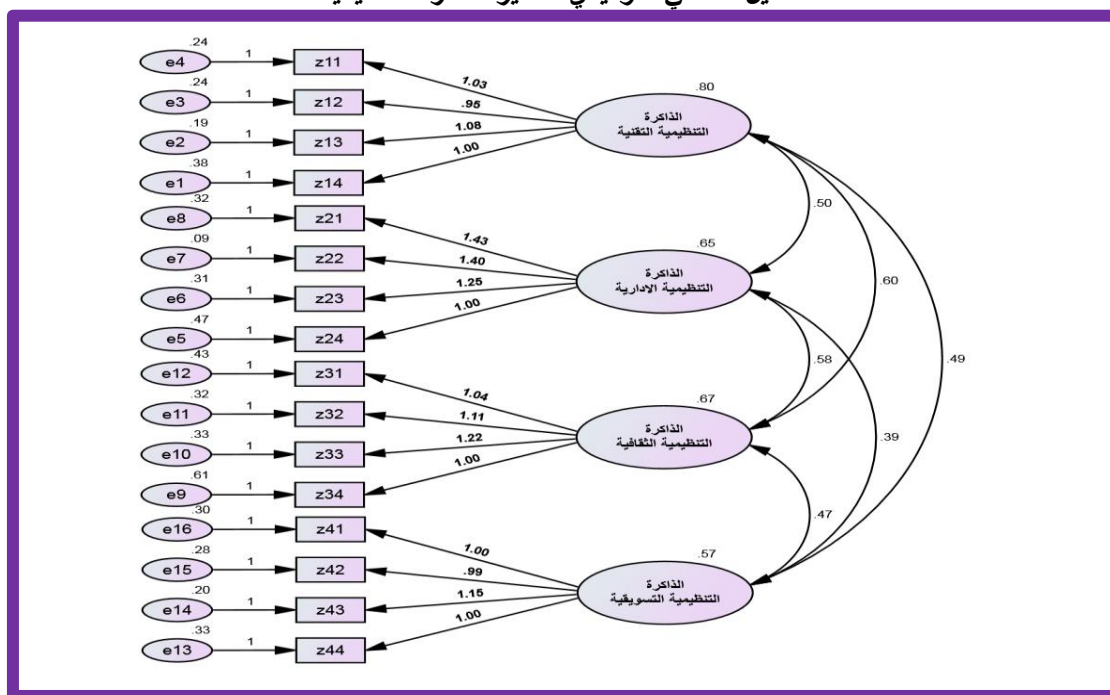 .24
e4 1 z11
.24
e3 1 z12
.19
e2 1 z13
.38
e1 1 z14
1.03
.95
1.08
1.00
.80
الذاكرة
التنظيمية التقنية
.32
e8 1 z21
.09
e7 1 z22
.31
e6 1 z23
.47
e5 1 z24
1.43
1.40
1.25
1.00
.65
الذاكرة
التنظيمية الادارية
.43
e12 1 z31
.32
e11 1 z32
.33
e10 1 z33
.61
e9 1 z34
1.04
1.11
1.22
1.00
.67
الذاكرة
التنظيمية الثقافية
.30
e16 1 z41
.28
e15 1 z42
.20
e14 1 z43
.33
e13 1 z44
1.00
.99
1.15
1.00
.57
الذاكرة
التنظيمية التسويقية
.50
.60
.58
.49
.39
.47